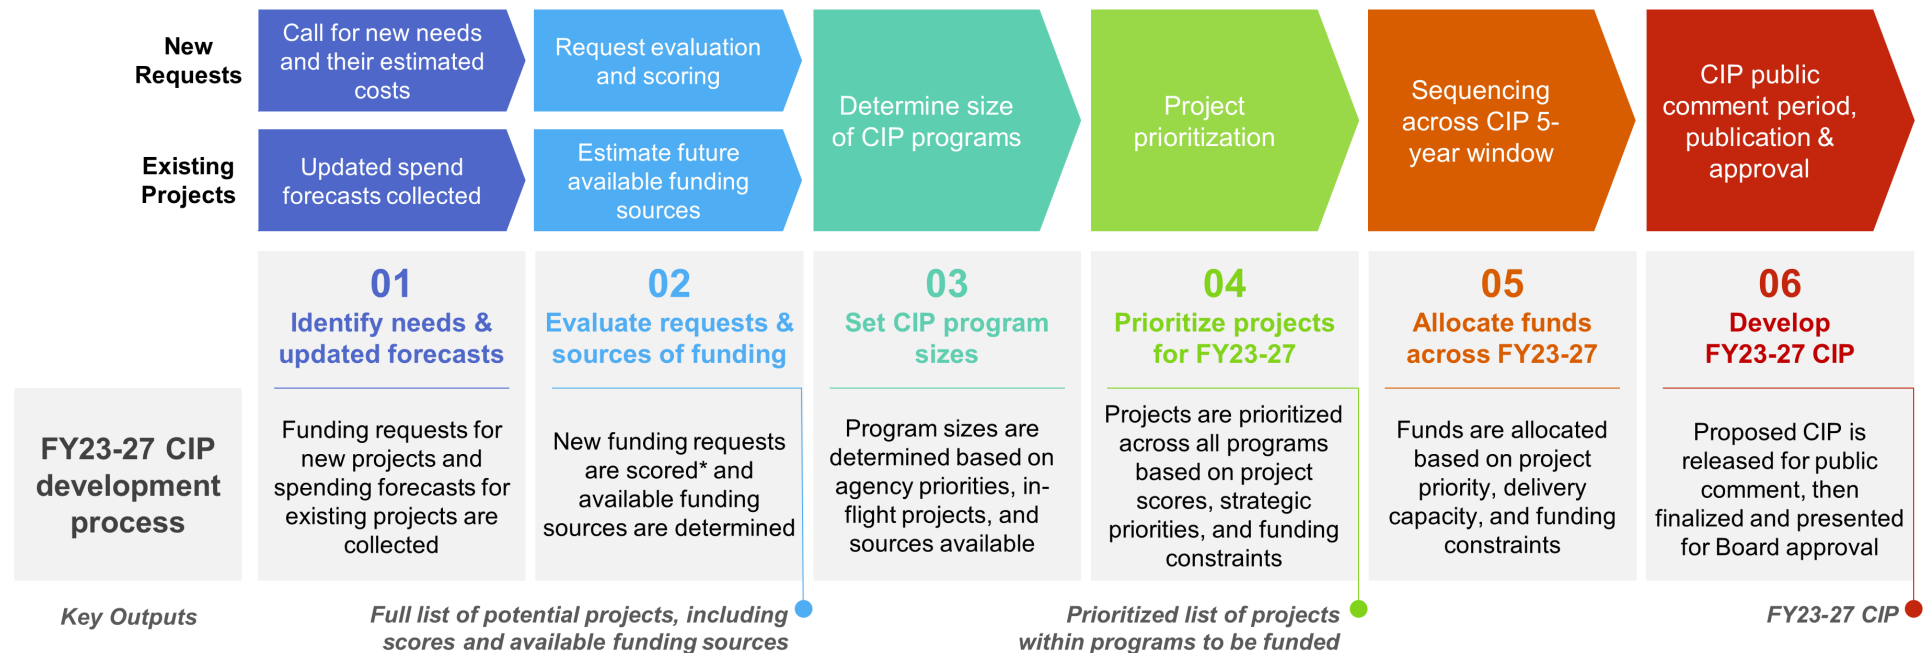 New
Requests
Call for new needs
and their estimated
costs
Request evaluation
and scoring
Existing
Projects
Updated spend
forecasts collected
Estimate future
available funding
sources
Determine size
of CIP programs
Project
prioritization
Sequencing
across CIP 5-
year window
CIP public
comment period,
publication &
approval
01
Identify needs &
updated forecasts
02
Evaluate requests &
sources of funding
03
Set CIP program
sizes
04
Prioritize projects
for FY23-27
05
Allocate funds
across FY23-27
06
Develop
FY23-27 CIP
FY23-27 CIP
development
process
Funding requests for
new projects and
spending forecasts for
existing projects are
collected
New funding requests
are scored* and
available funding
sources are determined
Program sizes are
determined based on
agency priorities, in-
flight projects, and
sources available
Projects are prioritized
across all programs
based on project
scores, strategic
priorities, and funding
constraints
Funds are allocated
based on project
priority, delivery
capacity, and funding
constraints
Proposed CIP is
released for public
comment, then
finalized and presented
for Board approval
Key Outputs
Full list of potential projects, including
scores and available funding sources
Prioritized list of projects
within programs to be funded
FY23-27 CIP